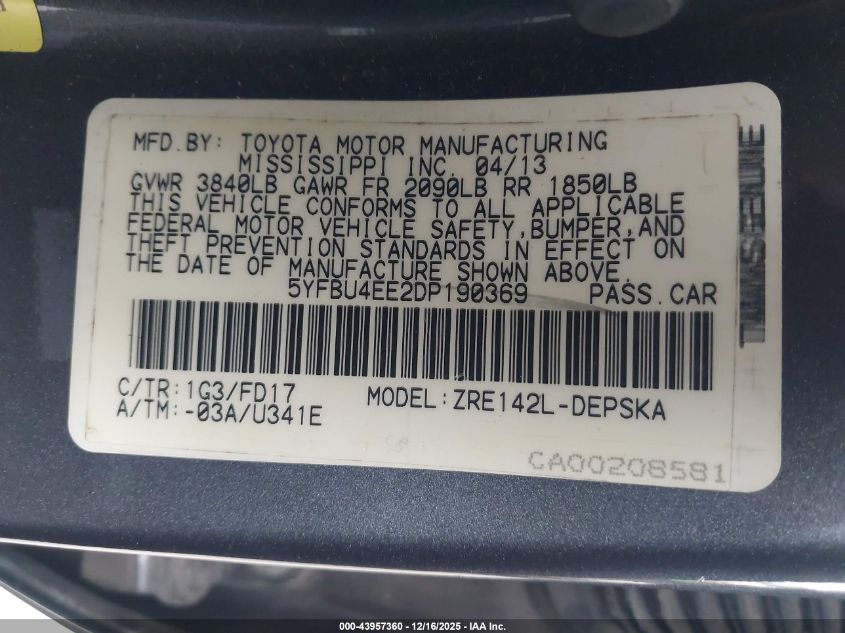 MFD.BY: TOYOTA MOTOR MANUFACTURING
MISSISSIPPI INC. 04/13
GVWR 3840LB GAWR FR 2090LB RR 1850LB
THIS VEHICLE CONFORMS TO ALL APPLICABLE
FEDERAL MOTOR VEHICLE SAFETY,BUMPER,AND
THEFT PREVENTION STANDARDS IN EFFECT ON
THE DATE OF MANUFACTURE SHOWN ABOVE.
5YFBU4EE2DP190369 PASS.CAR
C/TR:1G3/FD17 MODEL:ZRE142L-DEPSKA
A/TM:-03A/U341E
CA00208581
000-43957360 - 12/16/2025 - IAA Inc.